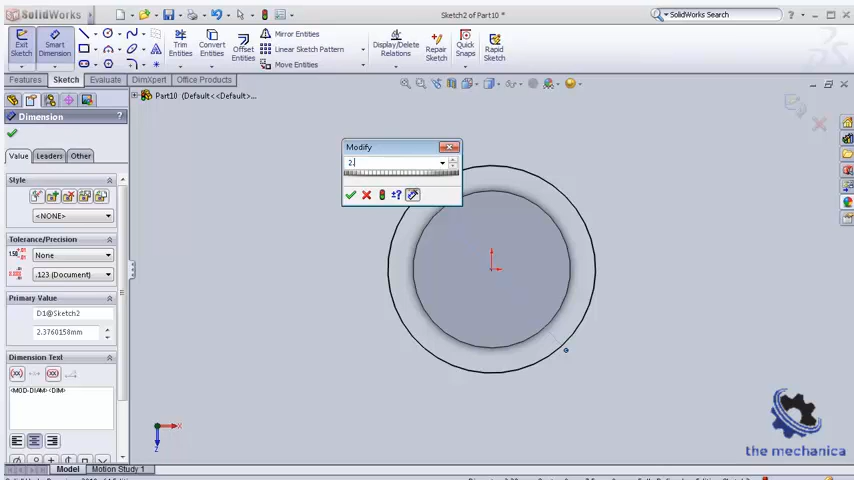 SolidWorks
Sketch2 of Part10 *
SolidWorks Search
Exit Sketch
Smart Dimension
Trim Entities
Convert Entities
Offset Entities
Mirror Entities
Linear Sketch Pattern
Move Entities
Display/Delete Relations
Repair Sketch
Quick Snaps
Rapid Sketch
Features
Sketch
Evaluate
DimXpert
Office Products
Part10 (Default<<Default>...
Dimension
Value
Leaders
Other
Style
<NONE>
Tolerance/Precision
None
.123 (Document)
Primary Value
D1@Sketch2
2.3760158mm
Dimension Text
<MOD-DIAM><DIM>
Modify
2.
X
Z
the mechanica
Model
Motion Study 1